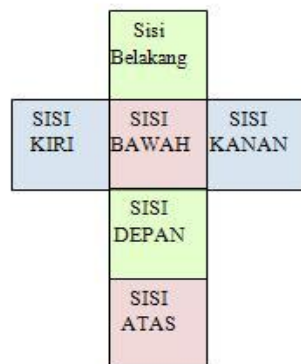 Sisi
Belakang
SISI
KIRI
SISI
BAWAH
SISI
KANAN
SISI
DEPAN
SISI
ATAS